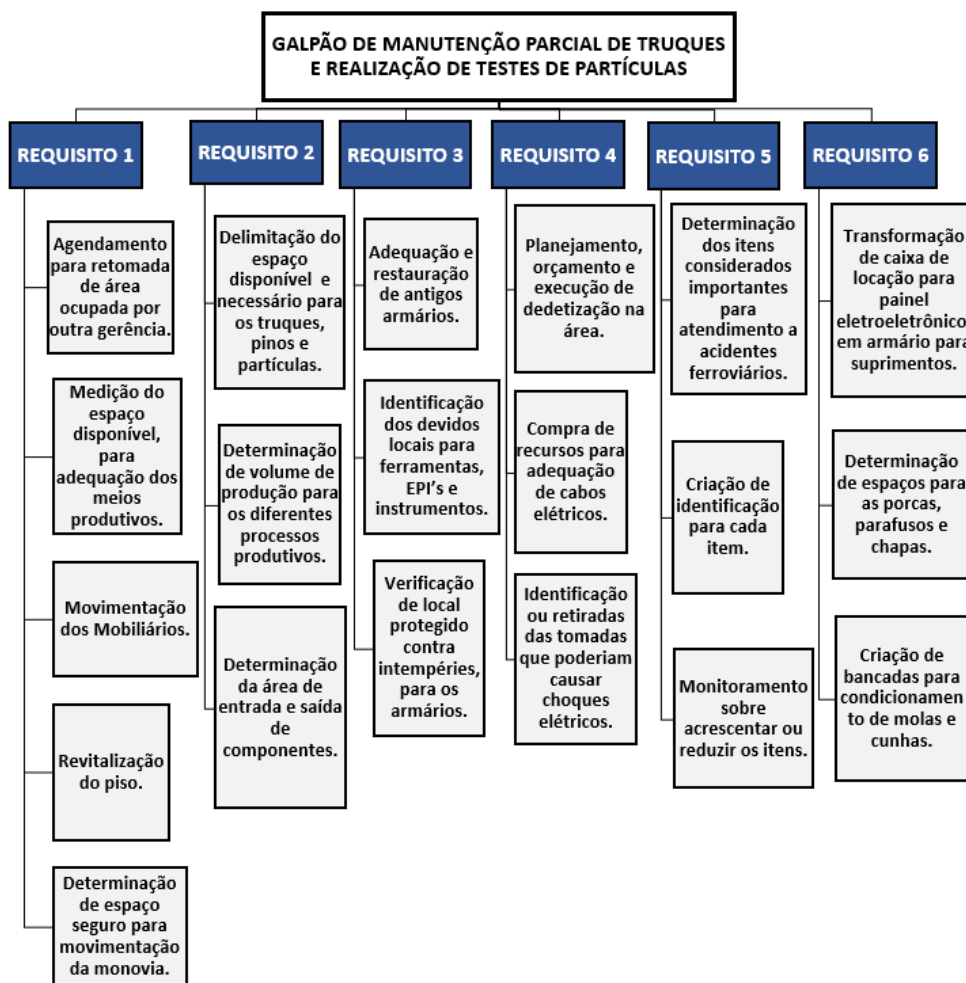 GALPÃO DE MANUTENÇÃO PARCIAL DE TRUQUES
E REALIZAÇÃO DE TESTES DE PARTÍCULAS
REQUISITO 1
Agendamento
para retomada
de área
ocupada por
outra gerência.
Medição do
espaço
disponível,
para
adequação dos
meios
produtivos.
Movimentação
dos Mobiliários.
Revitalização
do piso.
Determinação
de espaço
seguro para
movimentação
da monovia.
REQUISITO 2
Delimitação do
espaço
disponível e
necessário para
os truques,
pinos e
partículas.
Determinação
de volume de
produção para
os diferentes
processos
produtivos.
Determinação
da área de
entrada e saída
de
componentes.
REQUISITO 3
Adequação e
restauração
de antigos
armários.
Identificação
dos devidos
locais para
ferramentas,
EPI's e
instrumentos.
Verificação
de local
protegido
contra
intempéries,
para os
armários.
REQUISITO 4
Planejamento,
orçamento e
execução de
dedetização na
área.
Compra de
recursos para
adequação
de cabos
elétricos.
Identificação
ou retiradas
das tomadas
que poderiam
causar
choques
elétricos.
REQUISITO 5
Determinação
dos itens
considerados
importantes
para
atendimento a
acidentes
ferroviários.
Criação de
identificação
para cada
item.
Monitoramento
sobre
acrescentar ou
reduzir os itens.
REQUISITO 6
Transformação
de caixa de
locação para
painel
eletroeletrônico
em armário para
suprimentos.
Determinação
de espaços para
as porcas,
parafusos e
chapas.
Criação de
bancadas para
condicionamen
to de molas e
cunhas.